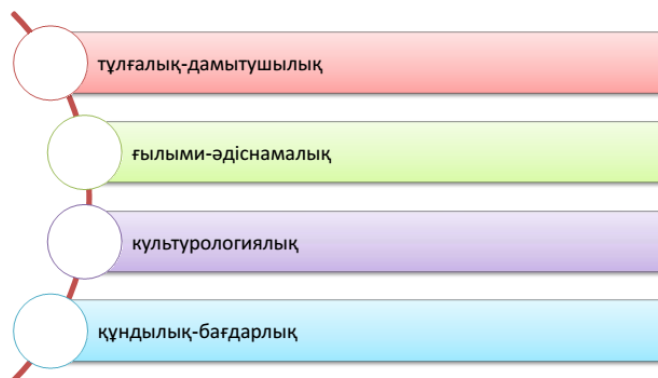 тұлғалық-дамытушылық
ғылыми-әдіснамалық
культурологиялық
құндылық-бағдарлық